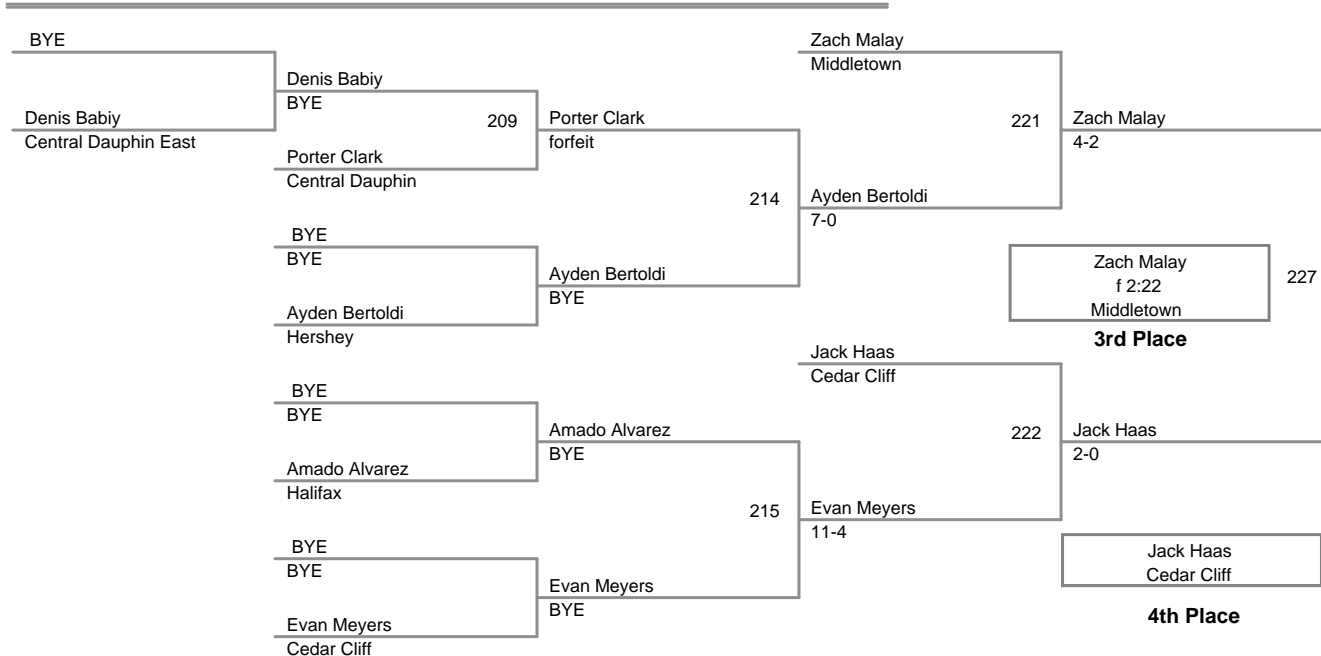 BYE
Denis Babiy
Central Dauphin East
Denis Babiy
BYE
209
Porter Clark
Central Dauphin
BYE
BYE
Ayden Bertoldi
Hershey
BYE
BYE
Amado Alvarez
Halifax
BYE
BYE
Evan Meyers
Cedar Cliff
Porter Clark
forfeit
214
Ayden Bertoldi
BYE
Amado Alvarez
BYE
215
Evan Meyers
BYE
Zach Malay
Middletown
221
Ayden Bertoldi
7-0
Jack Haas
Cedar Cliff
222
Evan Meyers
11-4
Zach Malay
4-2
Zach Malay
f 2:22
Middletown
227
3rd Place
Jack Haas
2-0
Jack Haas
Cedar Cliff
4th Place